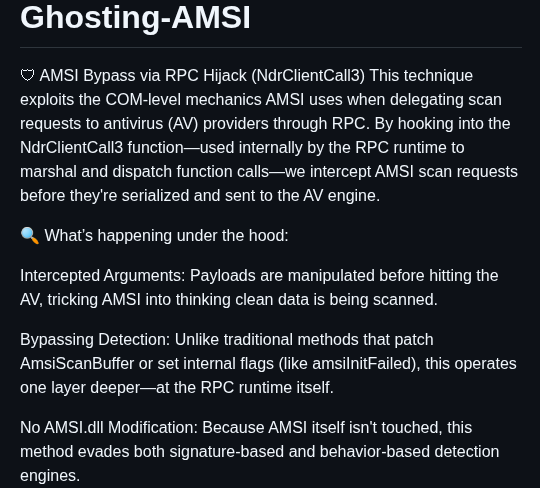 Ghosting-AMSI
🛡 AMSI Bypass via RPC Hijack (NdrClientCall3) This technique
exploits the COM-level mechanics AMSI uses when delegating scan
requests to antivirus (AV) providers through RPC. By hooking into the
NdrClientCall3 function—used internally by the RPC runtime to
marshal and dispatch function calls—we intercept AMSI scan requests
before they're serialized and sent to the AV engine.
🔍 What's happening under the hood:
Intercepted Arguments: Payloads are manipulated before hitting the
AV, tricking AMSI into thinking clean data is being scanned.
Bypassing Detection: Unlike traditional methods that patch
AmsiScanBuffer or set internal flags (like amsiInitFailed), this operates
one layer deeper—at the RPC runtime itself.
No AMSI.dll Modification: Because AMSI itself isn't touched, this
method evades both signature-based and behavior-based detection
engines.